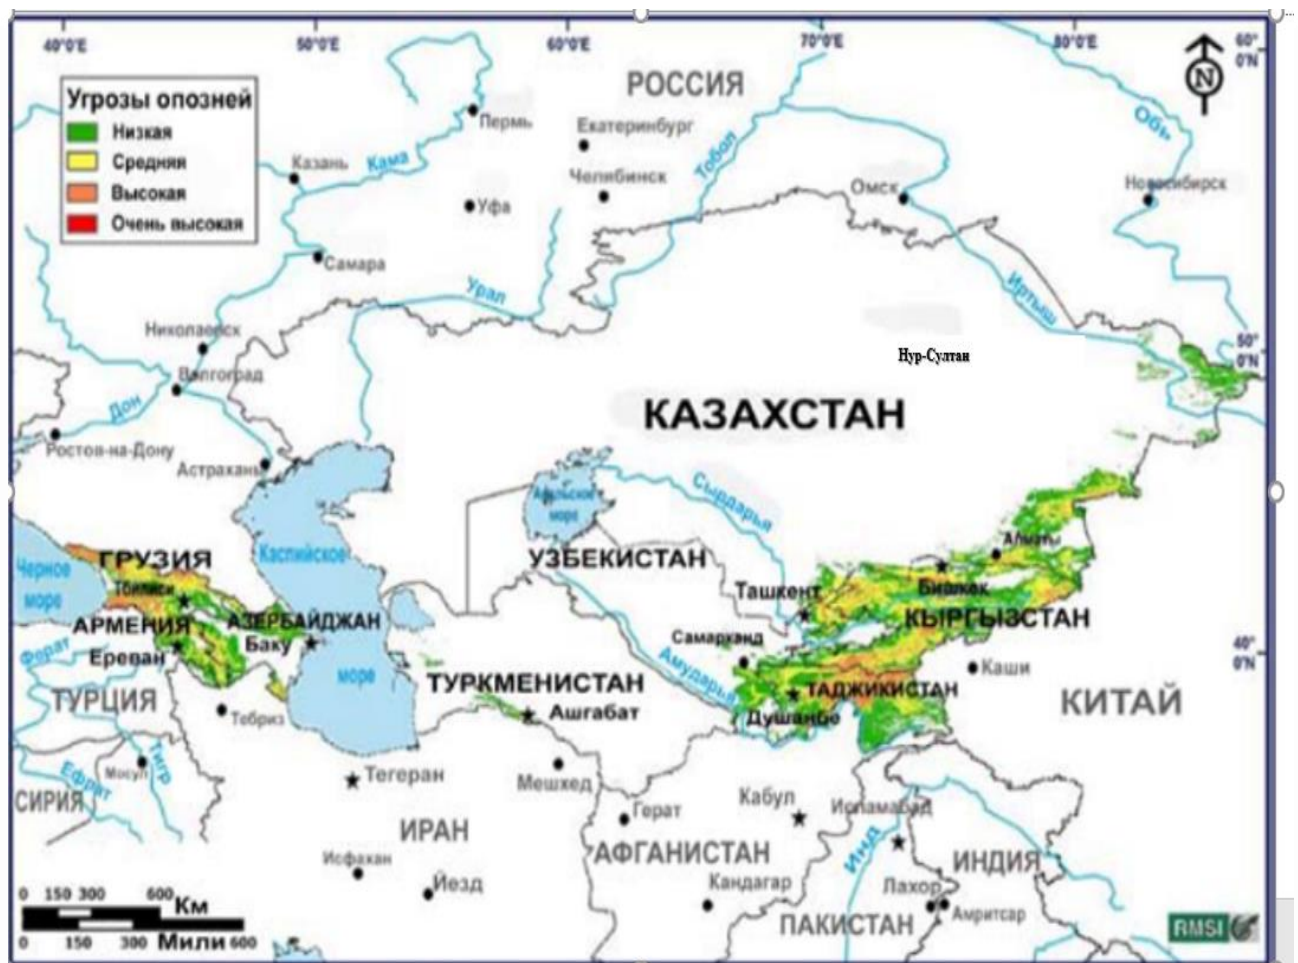 40°0'E
50°0'E
60°0'E
70°0'E
80°0'E
60°
0'N
N
РОССИЯ
Угрозы опозней
Низкая
Средняя
Высокая
Очень высокая
Пермь
Екатеринбург
Обь
Казань
Кама
Тобол
Челябинск
Омск
Новосибирск
Уфа
Самара
Урал
Иртыш
Николаевск
50°
0'N
Нур-Султан
Волгоград
Дон
КАЗАХСТАН
Ростов-на-Дону
Астрахань
Сырдарья
Аральское
море
Алматы
Каспийское
ГРУЗИЯ
УЗБЕКИСТАН
Черное
море
Тбилиси
Ташкент
Бишкек
АРМЕНИЯ
АЗЕРБАЙДЖАН
КЫРГЫЗСТАН
Баку
Самарканд
40°
0'N
Ферат
Ереван
Амударья
Каши
море
ТУРКМЕНИСТАН
ТАДЖИКИСТАН
КИТАЙ
ТУРЦИЯ
Тебриз
Ашгабат
Душанбе
Мосул
Тигр
Тегеран
Мешхед
Ефрат
СИРИЯ
Кабул
Исламабад
Герат
ИРАН
Инд
АФГАНИСТАН
ИНДИЯ
Исфахан
Йезд
Кандагар
Лахор
Амритсар
ПАКИСТАН
0 150 300 600 Км
0 150 300 Мили 600
RMSI